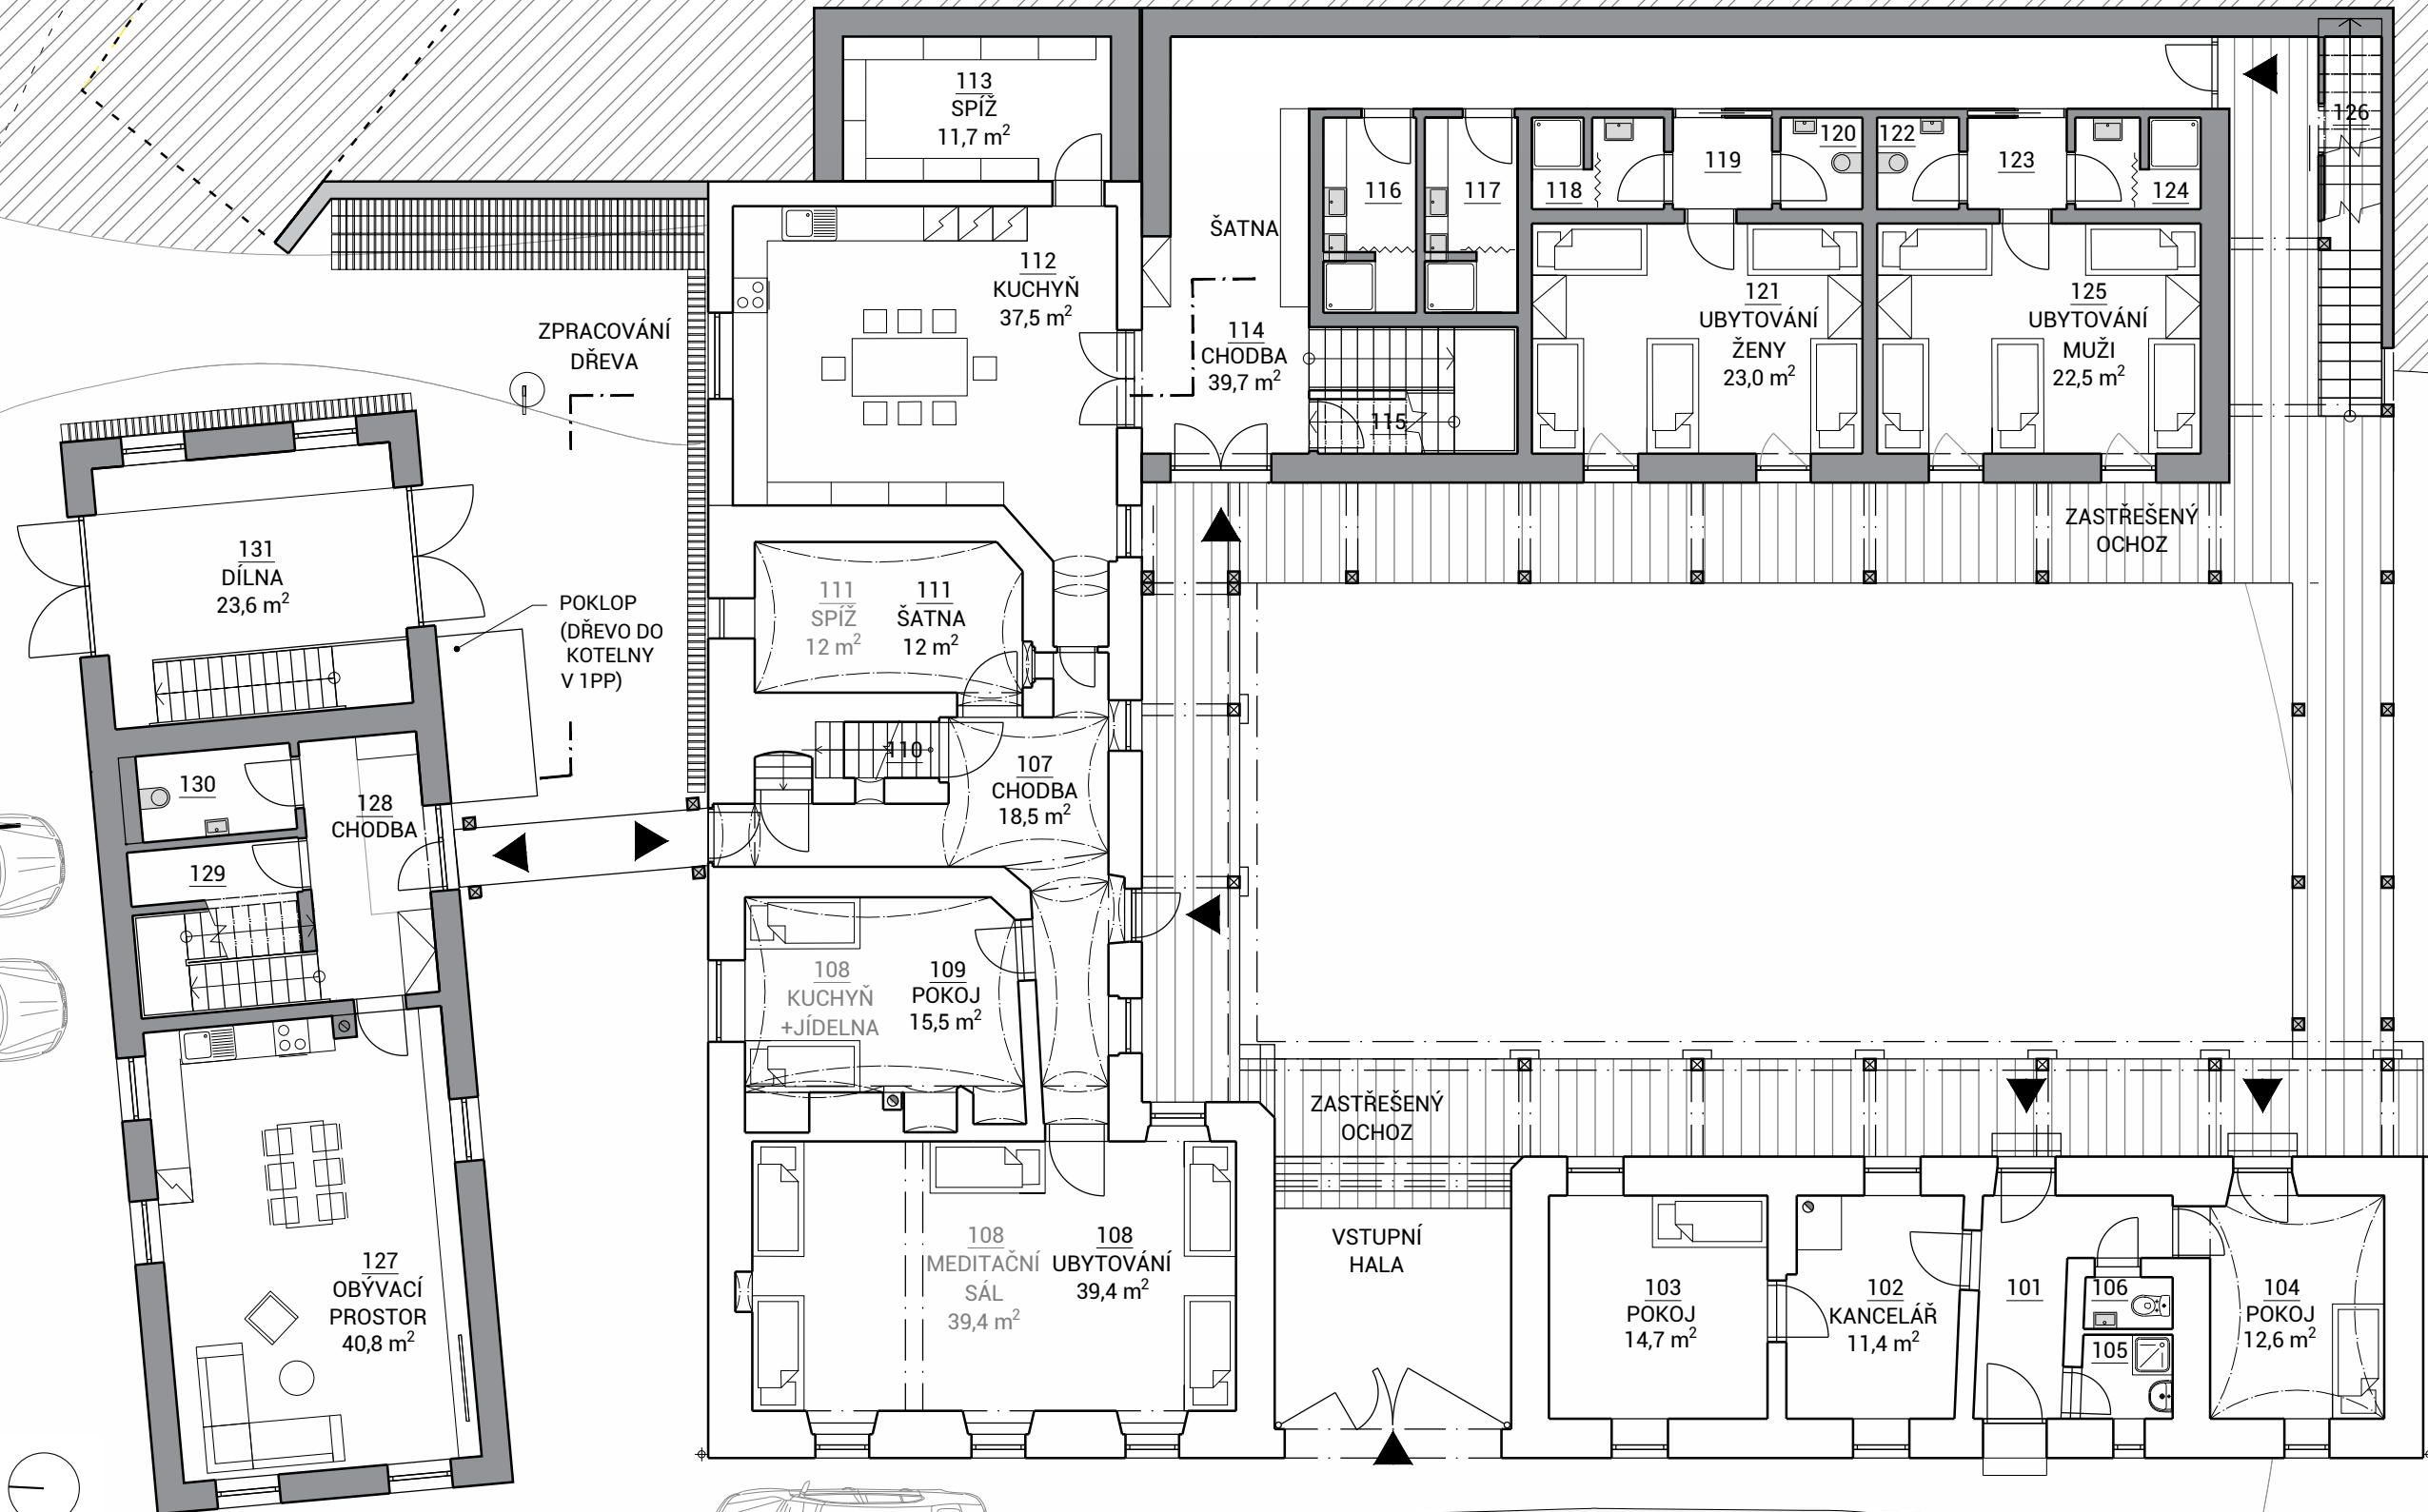 113
SPÍŽ
11,7 m²
126
116
117
118
119
120
122
123
124
ŠATNA
112
KUCHYŇ
37,5 m²
121
UBYTOVÁNÍ
ŽENY
23,0 m²
125
UBYTOVÁNÍ
MUŽI
22,5 m²
ZPRACOVÁNÍ
DŘEVA
114
CHODBA
39,7 m²
115
ZASTŘEŠENÝ
OCHOZ
131
DÍLNA
23,6 m²
POKLOP
(DŘEVO DO
KOTELNY
V 1PP)
111
SPÍŽ
12 m²
111
ŠATNA
12 m²
110
107
CHODBA
18,5 m²
130
128
CHODBA
129
108
KUCHYŇ
+JÍDELNA
109
POKOJ
15,5 m²
ZASTŘEŠENÝ
OCHOZ
127
OBÝVACÍ
PROSTOR
40,8 m²
108
MEDITAČNÍ
SÁL
39,4 m²
108
UBYTOVÁNÍ
39,4 m²
VSTUPNÍ
HALA
103
POKOJ
14,7 m²
102
KANCELÁŘ
11,4 m²
101
106
105
104
POKOJ
12,6 m²